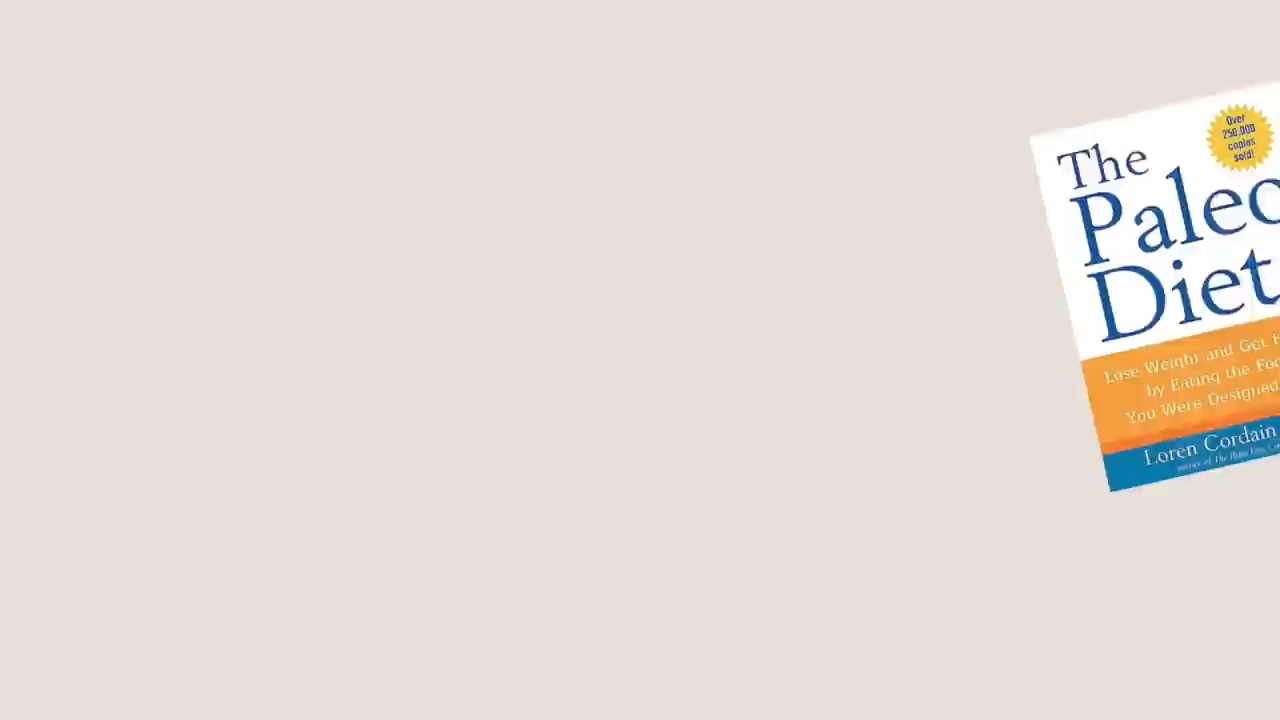 Over
250,000
copies
sold!
The
Paleo
Diet
Lose Weight and Get
by Eating the
You Were Designed
Loren Cordain